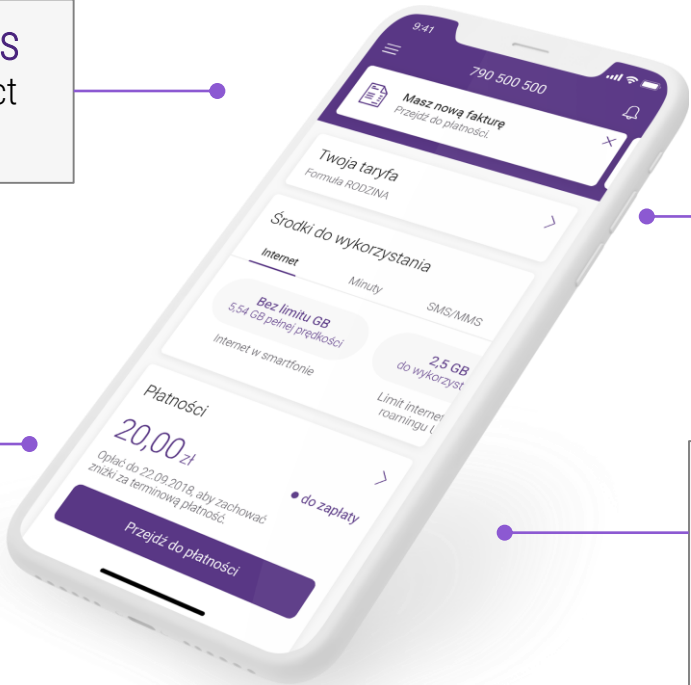 S
ct
9:41
790 500 500
Masz nową fakturę
Przejdź do płatności.
Twoja taryfa
Formuła RODZINA
Środki do wykorzystania
Internet
Minuty
SMS/MMS
Bez limitu GB
5,54 GB pełnej prędkości
Internet w smartfonie
2,5 GB
do wykorzyst
Limit internet
roamingu U
Płatności
20,00 zł
Opłać do 22.09.2018, aby zachować
zniżki za terminową płatność.
do zapłaty
Przejdź do płatności